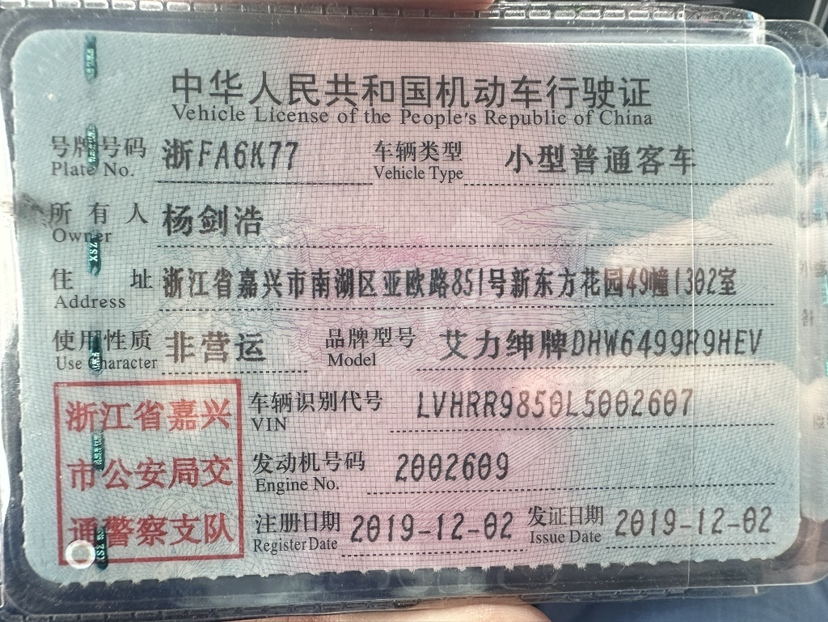 中华人民共和国机动车行驶证
Vehicle License of the People's Republic of China
号牌号码 浙FA6K77 车辆类型 小型普通客车
Plate No. Vehicle Type
所有人 杨剑浩
Owner
住址 浙江省嘉兴市南湖区亚欧路851号新东方花园49幢1302室
Address
使用性质 非营运 品牌型号 艾力绅牌DHW6499R9HEV
Use Character Model
浙江省嘉兴 车辆识别代号 LVHRR9850L5002607
VIN
市公安局交 发动机号码 2002609
Engine No.
通警察支队 注册日期 2019-12-02 发证日期 2019-12-02
Register Date Issue Date